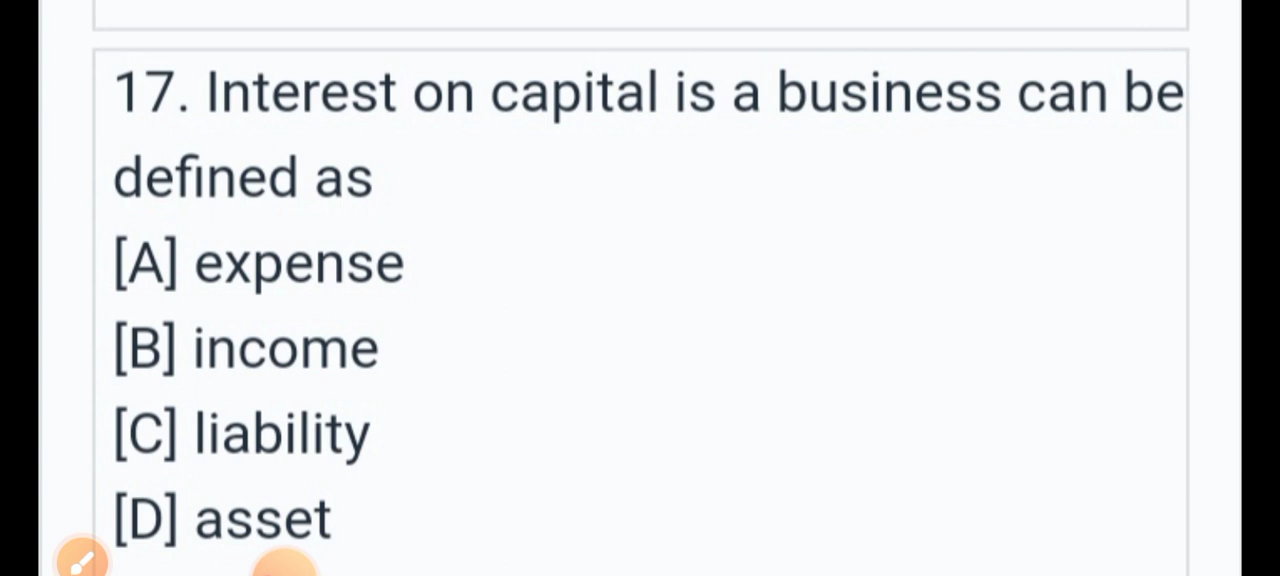 17. Interest on capital is a business can be
defined as
[A] expense
[B] income
[C] liability
[D] asset